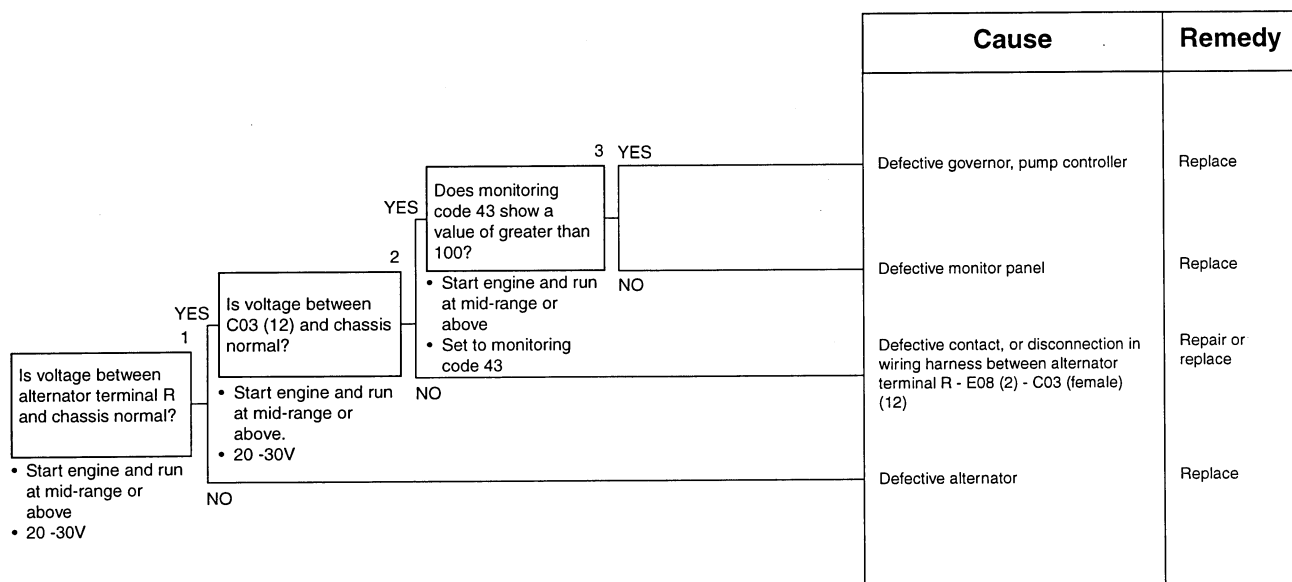 Cause
Remedy
3
YES
Does monitoring
code 43 show a
value of greater than
100?
Defective governor, pump controller
Replace
YES
2
Is voltage between
C03 (12) and chassis
normal?
• Start engine and run
at mid-range or
above
• Set to monitoring
code 43
NO
Defective monitor panel
Replace
YES
1
Is voltage between
alternator terminal R
and chassis normal?
• Start engine and run
at mid-range or
above.
• 20 -30V
NO
Defective contact, or disconnection in
wiring harness between alternator
terminal R - E08 (2) - C03 (female)
(12)
Repair or
replace
• Start engine and run
at mid-range or
above
• 20 -30V
NO
Defective alternator
Replace